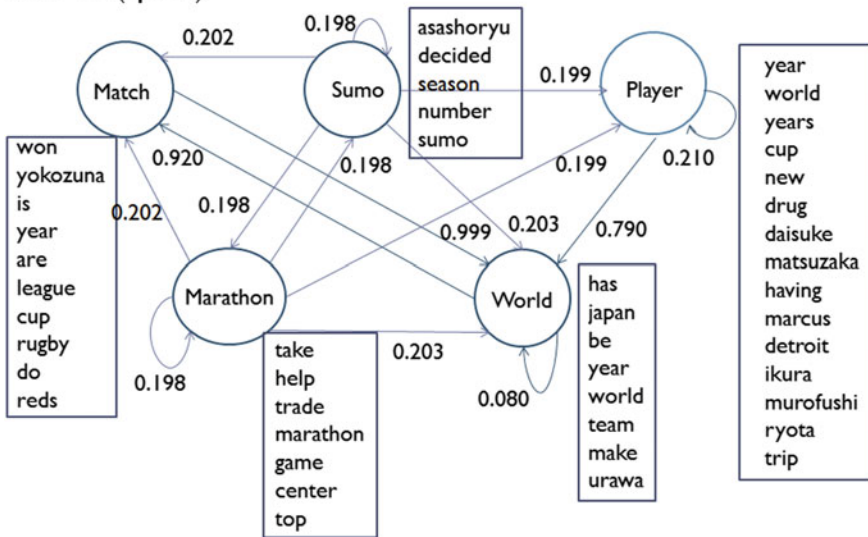 0.202
0.198
Match
Sumo
Player
asashoryu
decided
season
number
sumo
0.199
year
world
years
cup
new
drug
daisuke
matsuzaka
having
marcus
detroit
ikura
murofushi
ryota
trip
won
yokozuna
is
year
are
league
cup
rugby
do
reds
0.920
0.198
0.199
0.210
0.202
0.198
0.999
0.203
0.790
Marathon
World
has
japan
be
year
world
team
make
urawa
0.198
take
help
trade
marathon
game
center
top
0.203
0.080